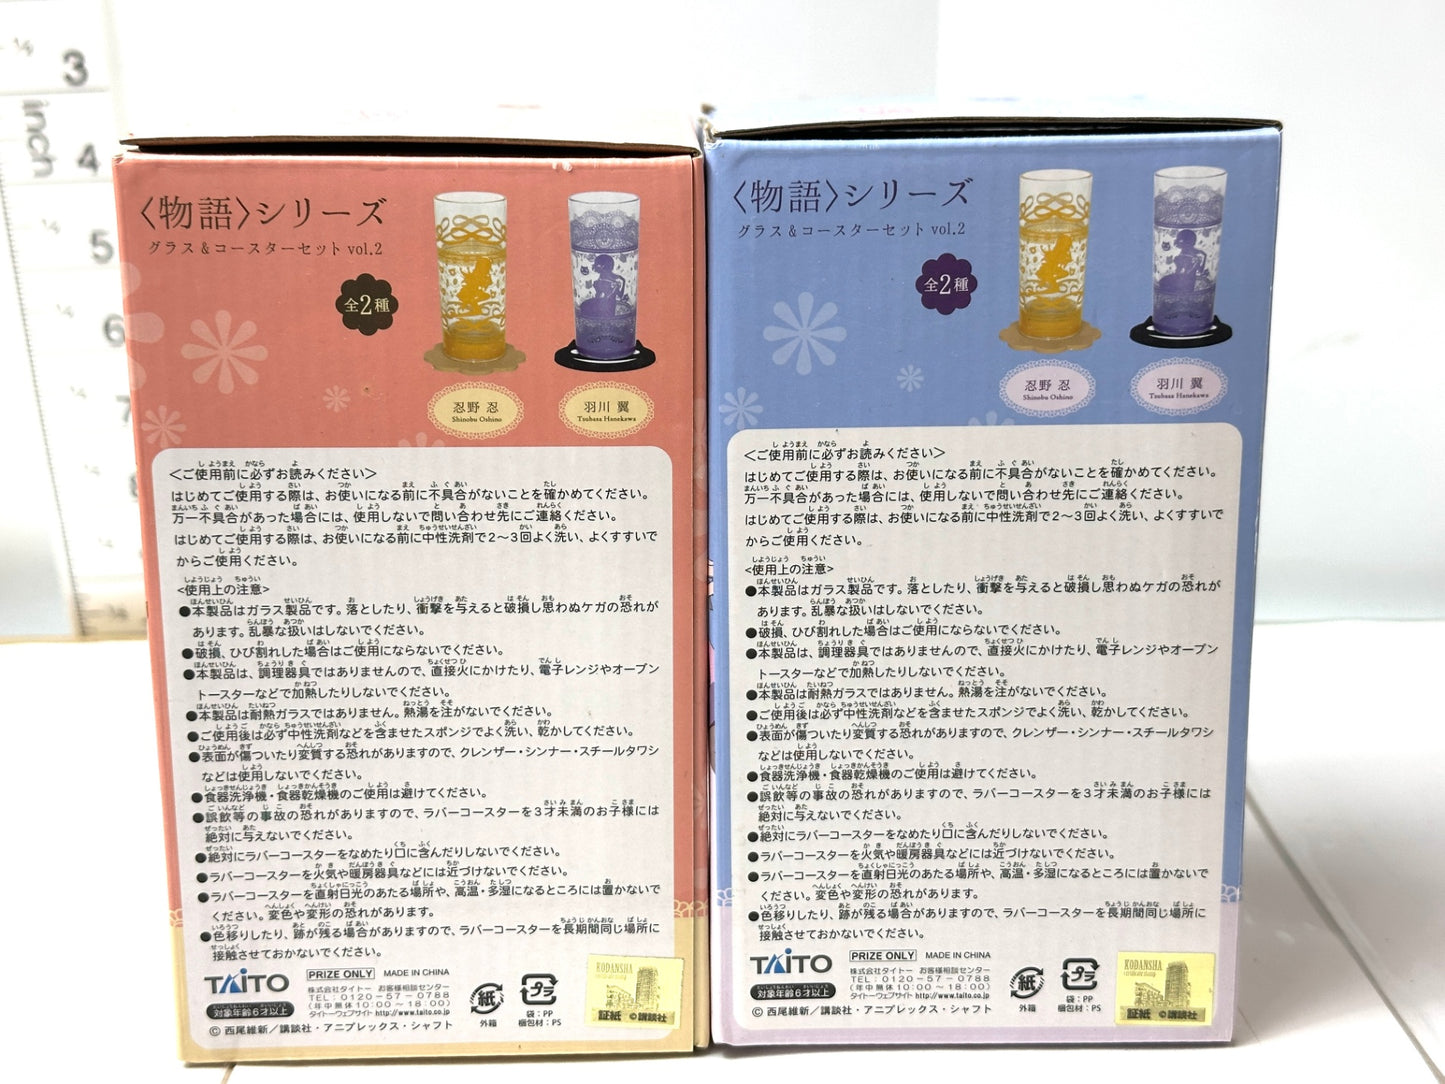 3
inch
4
5
6
7
8
〈物語〉シリーズ
グラス＆コースターセット vol.2
全2種
忍野 忍
Shinobu Oshino
羽川 翼
Tsubasa Hanekawa
＜ご使用前に必ずお読みください＞
はじめてご使用する際は、お使いになる前に不具合がないことを確かめてください。
万一不具合があった場合には、使用しないで問い合わせ先にご連絡ください。
はじめてご使用する際は、お使いになる前に中性洗剤で2～3回よく洗い、よくすすいで
からご使用ください。
<使用上の注意>
●本製品はガラス製品です。落としたり、衝撃を与えると破損し思わぬケガの恐れが
あります。乱暴な扱いはしないでください。
●破損、ひび割れした場合はご使用にならないでください。
●本製品は、調理器具ではありませんので、直接火にかけたり、電子レンジやオーブン
トースターなどで加熱したりしないでください。
●本製品は耐熱ガラスではありません。熱湯を注がないでください。
●ご使用後は必ず中性洗剤などを含ませたスポンジでよく洗い、乾かしてください。
●表面が傷ついたり変質する恐れがありますので、クレンザー・シンナー・スチールタワシ
などは使用しないでください。
●食器洗浄機・食器乾燥機のご使用は避けてください。
●誤飲等の事故の恐れがありますので、ラバーコースターを3才未満のお子様には
絶対に与えないでください。
●絶対にラバーコースターをなめたり口に含んだりしないでください。
●ラバーコースターを火気や暖房器具などには近づけないでください。
●ラバーコースターを直射日光のあたる場所や、高温・多湿になるところには置かないで
ください。変色や変形の恐れがあります。
●色移りしたり、跡が残る場合がありますので、ラバーコースターを長期間同じ場所に
接触させておかないでください。
TAITO
PRIZE ONLY
MADE IN CHINA
対象年齢6才以上
株式会社タイトー お客様相談センター
TEL：0120-57-0788
(年中無休10:00～18:00)
タイトーウェブサイト http://www.taito.co.jp
紙
外箱
プラ
袋：PP
梱包材：PS
© 西尾維新／講談社・アニプレックス・シャフト
KODANSHA
証紙 ©講談社
〈物語〉シリーズ
グラス＆コースターセット vol.2
全2種
忍野 忍
Shinobu Oshino
羽川 翼
Tsubasa Hanekawa
＜ご使用前に必ずお読みください＞
はじめてご使用する際は、お使いになる前に不具合がないことを確かめてください。
万一不具合があった場合には、使用しないで問い合わせ先にご連絡ください。
はじめてご使用する際は、お使いになる前に中性洗剤で2～3回よく洗い、よくすすいで
からご使用ください。
<使用上の注意>
●本製品はガラス製品です。落としたり、衝撃を与えると破損し思わぬケガの恐れが
あります。乱暴な扱いはしないでください。
●破損、ひび割れした場合はご使用にならないでください。
●本製品は、調理器具ではありませんので、直接火にかけたり、電子レンジやオーブン
トースターなどで加熱したりしないでください。
●本製品は耐熱ガラスではありません。熱湯を注がないでください。
●ご使用後は必ず中性洗剤などを含ませたスポンジでよく洗い、乾かしてください。
●表面が傷ついたり変質する恐れがありますので、クレンザー・シンナー・スチールタワシ
などは使用しないでください。
●食器洗浄機・食器乾燥機のご使用は避けてください。
●誤飲等の事故の恐れがありますので、ラバーコースターを3才未満のお子様には
絶対に与えないでください。
●絶対にラバーコースターをなめたり口に含んだりしないでください。
●ラバーコースターを火気や暖房器具などには近づけないでください。
●ラバーコースターを直射日光のあたる場所や、高温・多湿になるところには置かないで
ください。変色や変形の恐れがあります。
●色移りしたり、跡が残る場合がありますので、ラバーコースターを長期間同じ場所に
接触させておかないでください。
TAITO
PRIZE ONLY
MADE IN CHINA
対象年齢6才以上
株式会社タイトー お客様相談センター
TEL：0120-57-0788
(年中無休10:00～18:00)
タイトーウェブサイト http://www.taito.co.jp
紙
外箱
プラ
袋：PP
梱包材：PS
© 西尾維新／講談社・アニプレックス・シャフト
KODANSHA
証紙 ©講談社